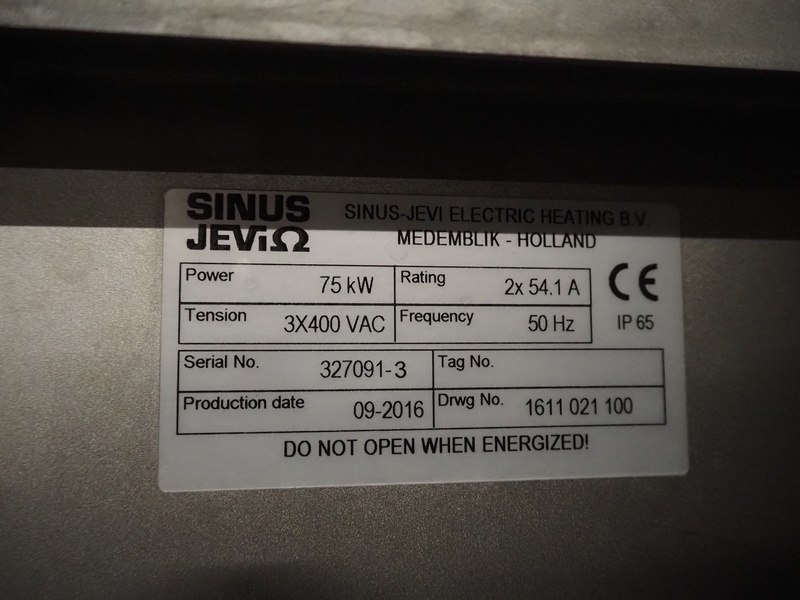 SINUS JEViΩ
SINUS-JEVI ELECTRIC HEATING B.V.
MEDEMBLIK - HOLLAND
Power 75 kW Rating 2x 54.1 A
Tension 3X400 VAC Frequency 50 Hz
CE
IP 65
Serial No. 327091-3 Tag No.
Production date 09-2016 Drwg No. 1611 021 100
DO NOT OPEN WHEN ENERGIZED!